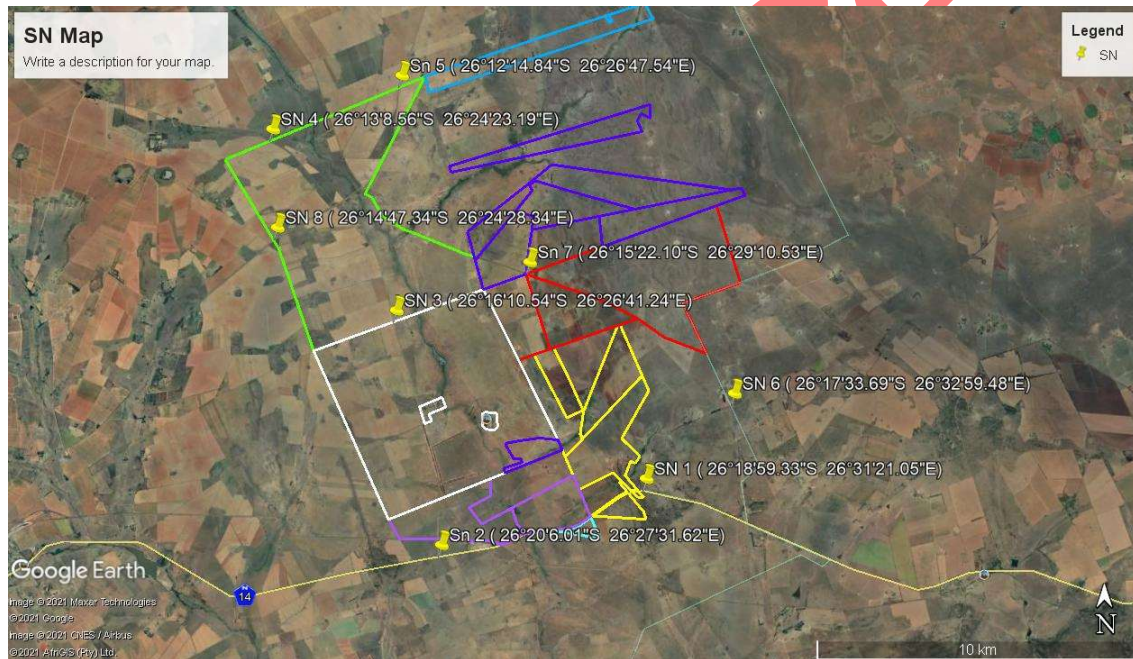 SN Map
Write a description for your map.
Legend
SN
Sn 5 ( 26°12'14.84"S 26°26'47.54"E)
SN 4 ( 26°13'8.56"S 26°24'23.19"E)
SN 8 ( 26°14'47.34"S 26°24'28.34"E)
Sn 7 ( 26°15'22.10"S 26°29'10.53"E)
SN 3 ( 26°16'10.54"S 26°26'41.24"E)
SN 6 ( 26°17'33.69"S 26°32'59.48"E)
SN 1 ( 26°18'59.33"S 26°31'21.05"E)
Sn 2 ( 26°20'6.01"S 26°27'31.62"E)
Google Earth
N
14
Image © 2021 Maxar Technologies
©2021 Google
Image © 2021 CNES / Airbus
©2021 AfriGIS (Pty) Ltd.
N
10 km